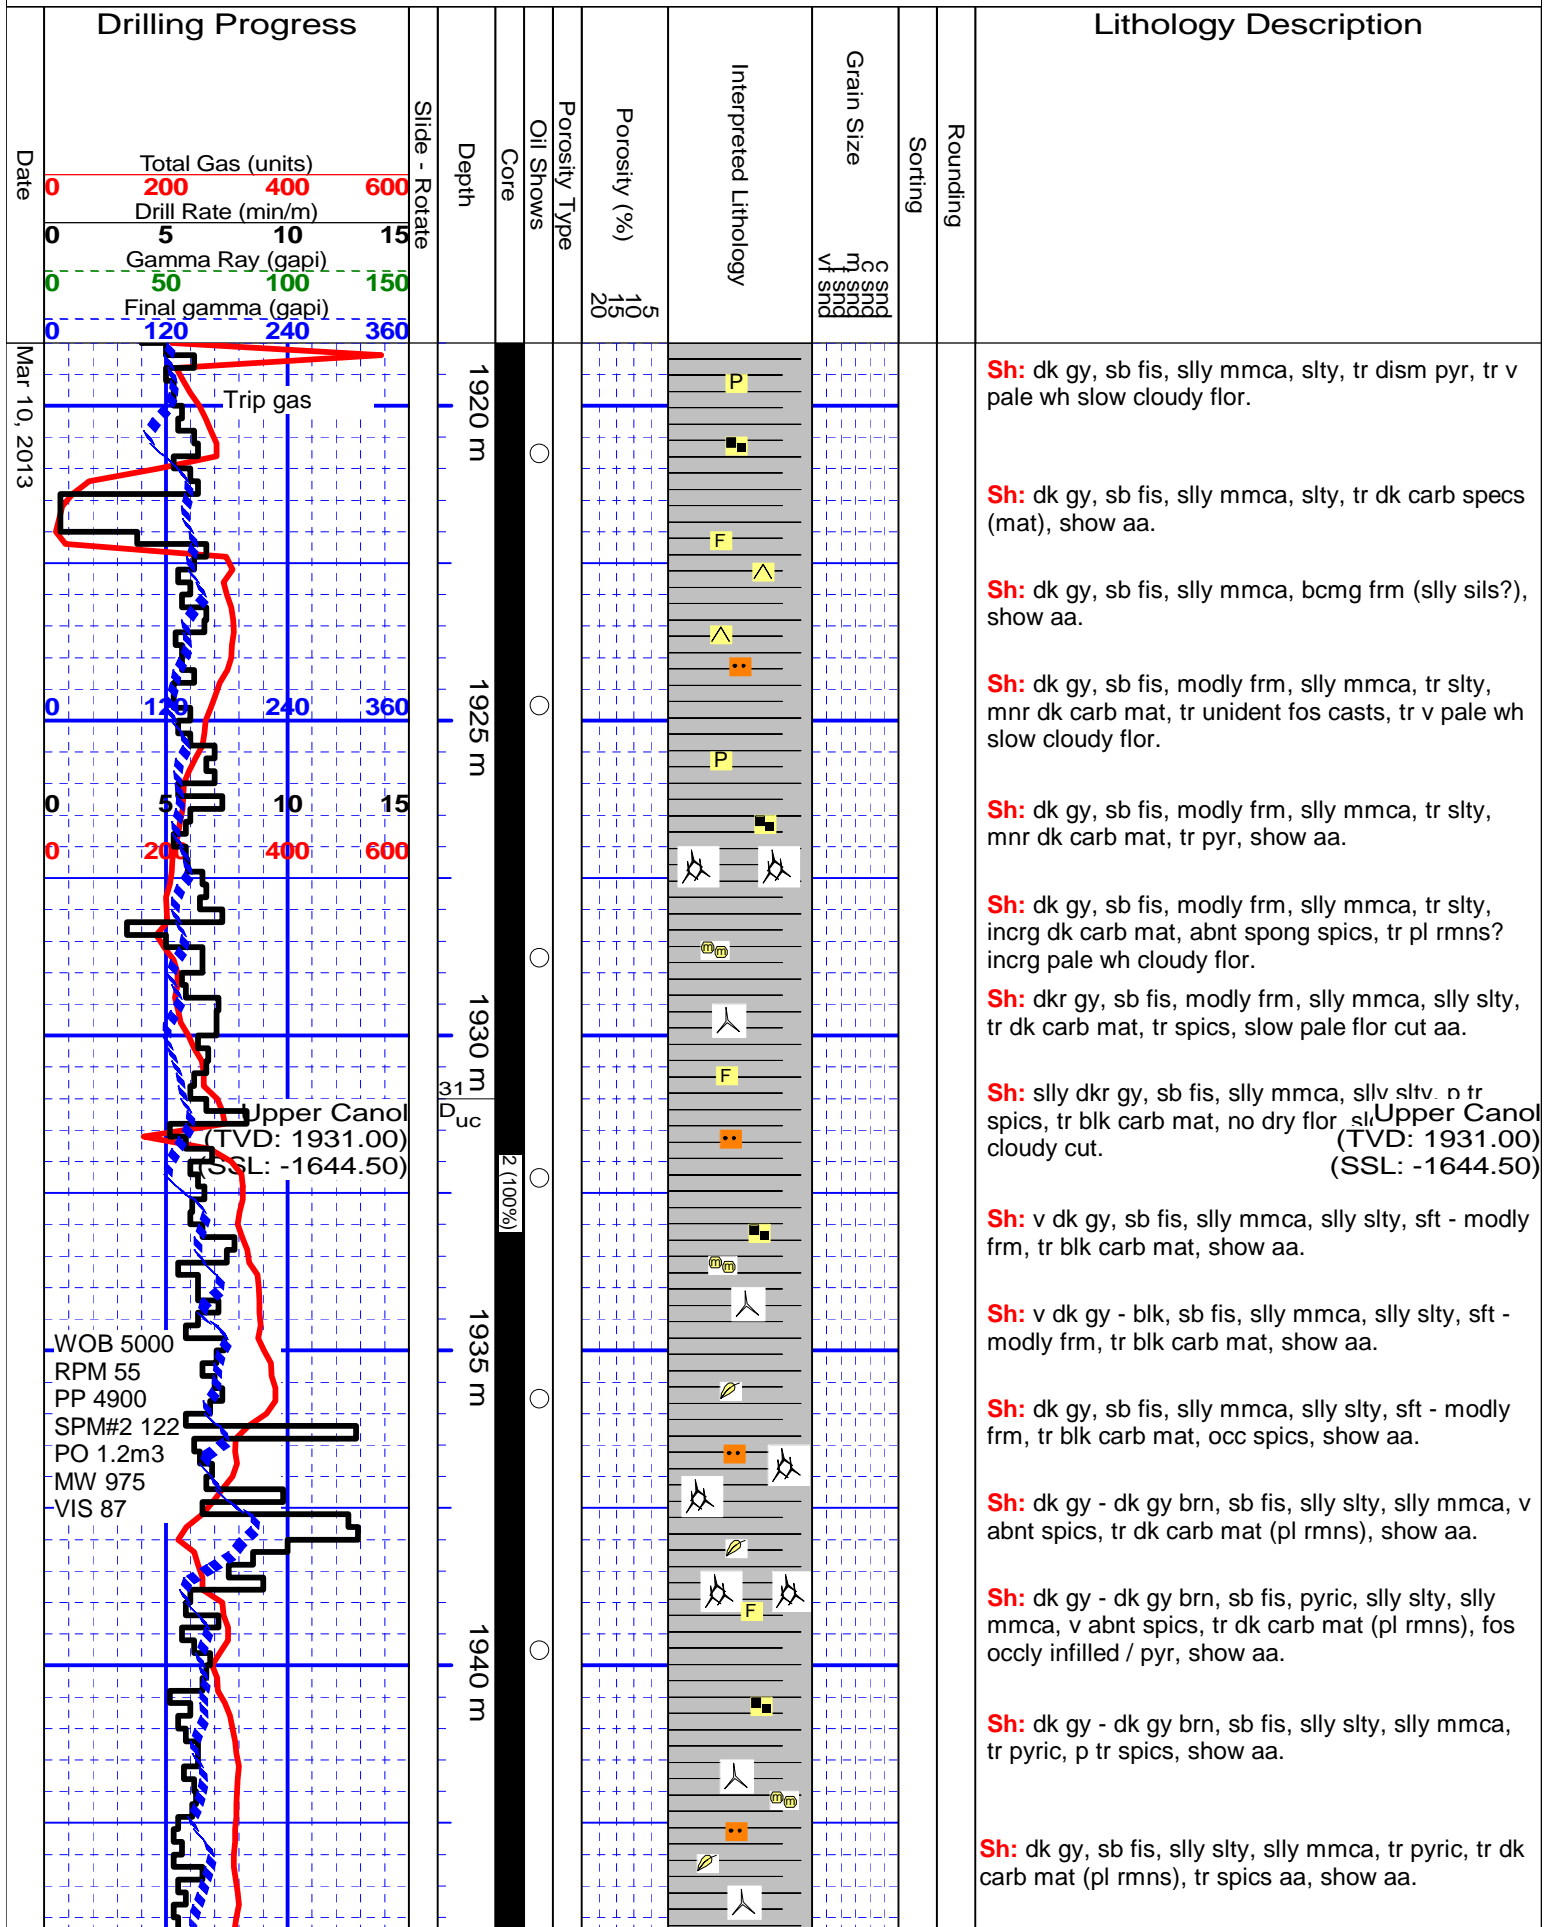 Drilling Progress
Lithology Description
Date
Total Gas (units)
0 200 400 600
Drill Rate (min/m)
0 5 10 15
Gamma Ray (gapi)
0 50 100 150
Final gamma (gapi)
0 120 240 360
Slide - Rotate
Depth
Core
Oil Shows
Porosity Type
Porosity (%)
5
10
15
20
Interpreted Lithology
Grain Size
c snd
c snd
m snd
f snd
vf snd
Sorting
Rounding
Mar 10, 2013
Trip gas
1920 m
P
Sh: dk gy, sb fis, slly mmca, slty, tr dism pyr, tr v
pale wh slow cloudy flor.
Sh: dk gy, sb fis, slly mmca, slty, tr dk carb specs
(mat), show aa.
F
Sh: dk gy, sb fis, slly mmca, bcmg frm (slly sils?),
show aa.
Sh: dk gy, sb fis, modly frm, slly mmca, tr slty,
mnr dk carb mat, tr unident fos casts, tr v pale wh
slow cloudy flor.
0 120 240 360
1925 m
P
0 5 10 15
Sh: dk gy, sb fis, modly frm, slly mmca, tr slty,
mnr dk carb mat, tr pyr, show aa.
0 200 400 600
Sh: dk gy, sb fis, modly frm, slly mmca, tr slty,
incrg dk carb mat, abnt spong spics, tr pl rmns?
incrg pale wh cloudy flor.
m m
Sh: dkr gy, sb fis, modly frm, slly mmca, slly slty,
tr dk carb mat, tr spics, slow pale flor cut aa.
1930 m
F
31
Duc
Upper Canol
(TVD: 1931.00)
(SSL: -1644.50)
Sh: slly dkr gy, sb fis, slly mmca, slly slty, p tr
spics, tr blk carb mat, no dry flor, slo
cloudy cut.
Upper Canol
(TVD: 1931.00)
(SSL: -1644.50)
2 (100%)
Sh: v dk gy, sb fis, slly mmca, slly slty, sft - modly
frm, tr blk carb mat, show aa.
m m
Sh: v dk gy - blk, sb fis, slly mmca, slly slty, sft -
modly frm, tr blk carb mat, show aa.
1935 m
WOB 5000
RPM 55
PP 4900
SPM#2 122
PO 1.2m3
MW 975
VIS 87
Sh: dk gy, sb fis, slly mmca, slly slty, sft - modly
frm, tr blk carb mat, occ spics, show aa.
Sh: dk gy - dk gy brn, sb fis, slly slty, slly mmca, v
abnt spics, tr dk carb mat (pl rmns), show aa.
Sh: dk gy - dk gy brn, sb fis, pyric, slly slty, slly
mmca, v abnt spics, tr dk carb mat (pl rmns), fos
occly infilled / pyr, show aa.
F
1940 m
Sh: dk gy - dk gy brn, sb fis, slly slty, slly mmca,
tr pyric, p tr spics, show aa.
m m
Sh: dk gy, sb fis, slly slty, slly mmca, tr pyric, tr dk
carb mat (pl rmns), tr spics aa, show aa.